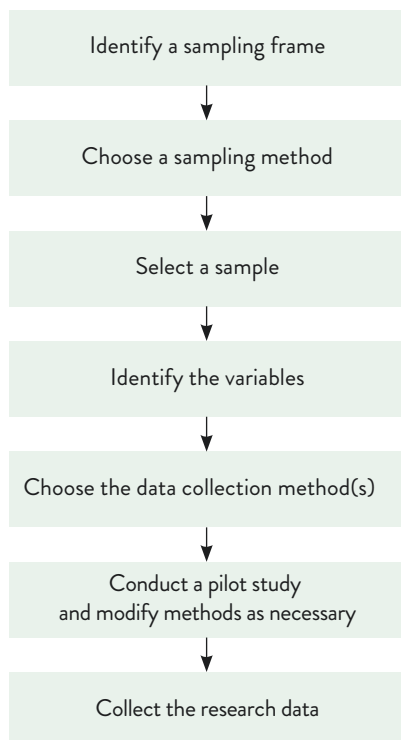 Identify a sampling frame
Choose a sampling method
Select a sample
Identify the variables
Choose the data collection method(s)
Conduct a pilot study
and modify methods as necessary
Collect the research data